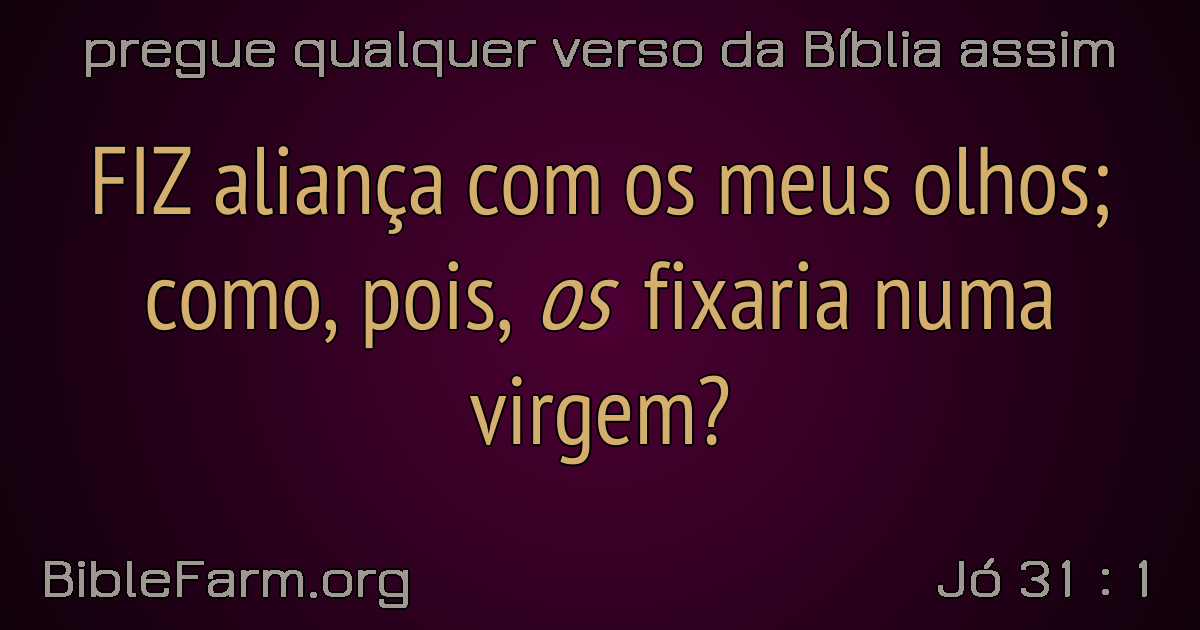 pregue qualquer verso da Bíblia assim
FIZ aliança com os meus olhos;
como, pois, os fixaria numa
virgem?
BibleFarm.org
Jó 31 : 1